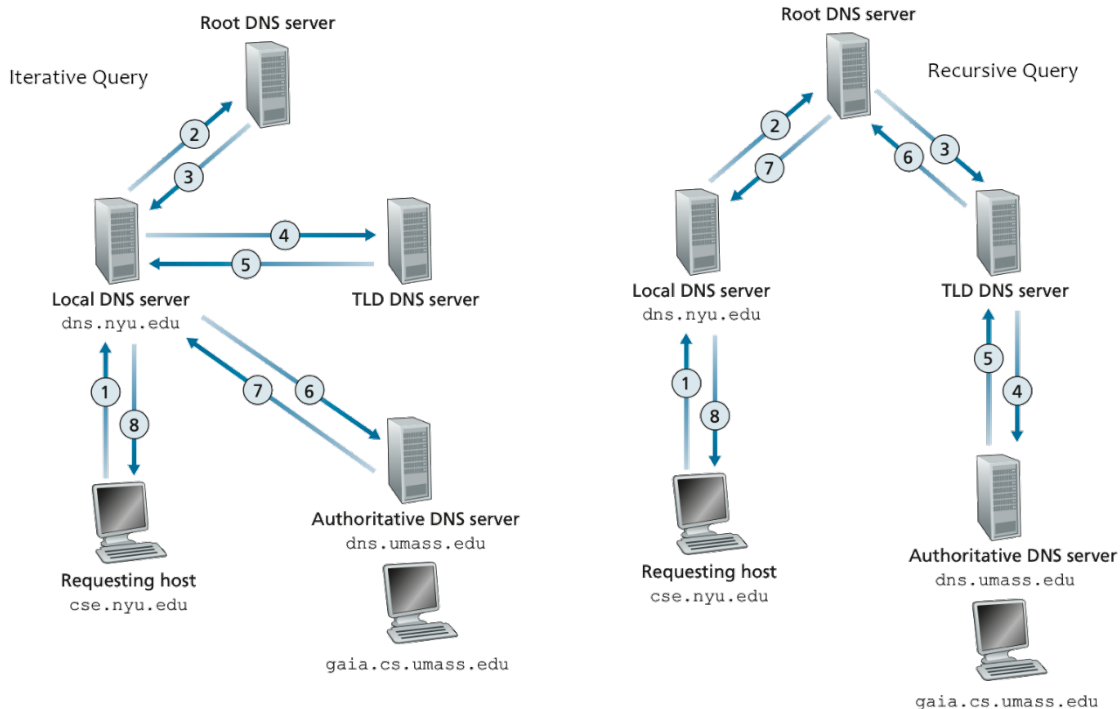 Root DNS server
Iterative Query
2
3
4
5
Local DNS server
dns.nyu.edu
TLD DNS server
1
8
7
6
Authoritative DNS server
dns.umass.edu
Requesting host
cse.nyu.edu
gaia.cs.umass.edu
Root DNS server
Recursive Query
2
7
6
3
Local DNS server
dns.nyu.edu
TLD DNS server
1
8
5
4
Requesting host
cse.nyu.edu
Authoritative DNS server
dns.umass.edu
gaia.cs.umass.edu